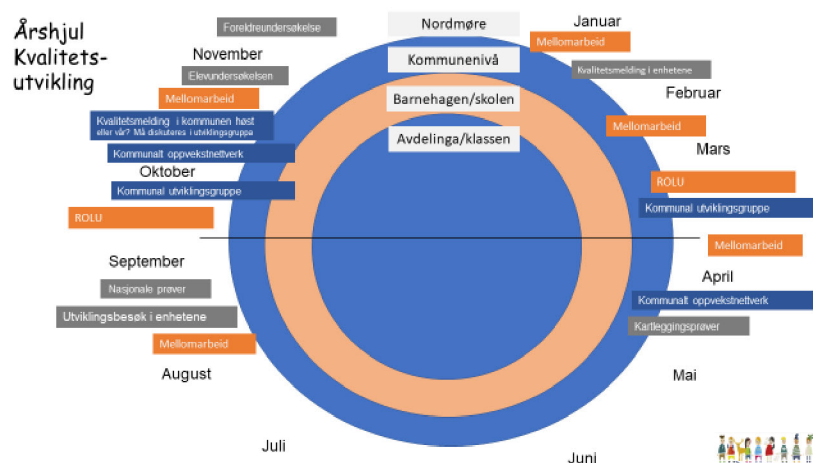 Årshjul
Kvalitets-
utvikling
Foreldreundersøkelse
November
Elevundersøkelsen
Mellomarbeid
Kvalitetsmelding i kommunen høst
eller vår? Må diskuteres i utviklingsgruppe
Kommunalt oppvekstnettverk
Oktober
Kommunal utviklingsgruppe
ROLU
September
Nasjonale prøver
Utviklingsbesøk i enhetene
Mellomarbeid
August
Juli
Nordmøre
Kommunenivå
Barnehagen/skolen
Avdelinga/klassen
Januar
Mellomarbeid
Kvalitetsmelding i enhetene
Februar
Mellomarbeid
Mars
ROLU
Kommunal utviklingsgruppe
Mellomarbeid
April
Kommunalt oppvekstnettverk
Kartleggingsprøver
Mai
Juni